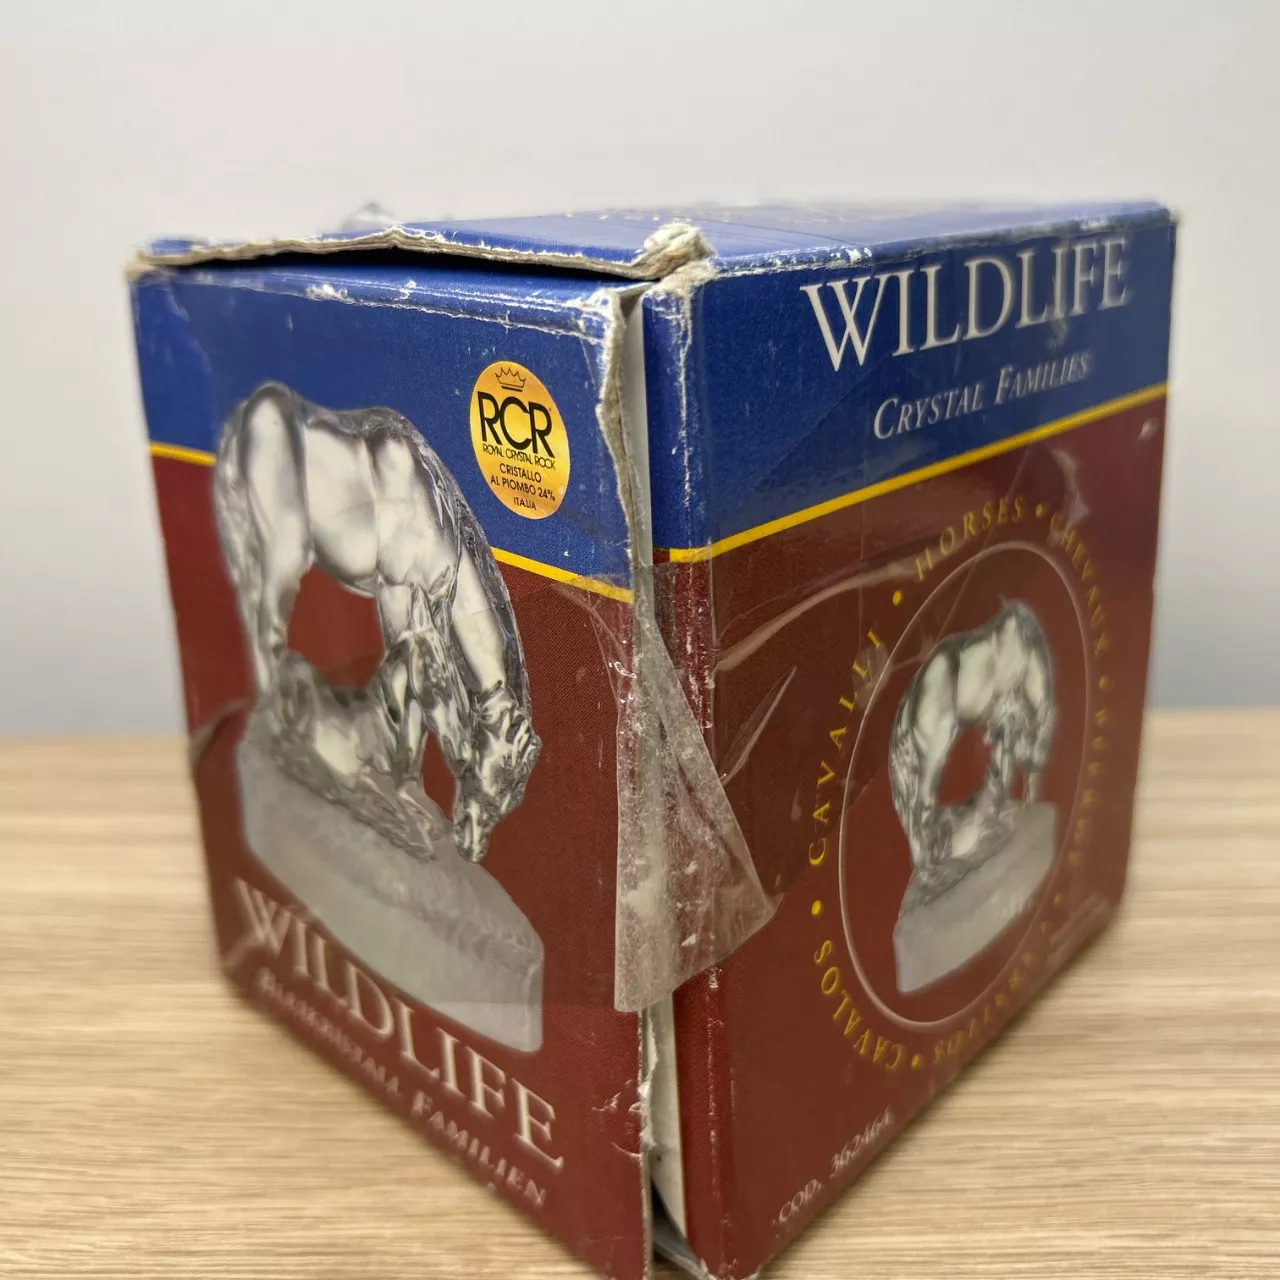 RCR
ROYAL CRYSTAL ROCK
CRISTALLO
AL PIOMBO 24%
ITALIA
WILDLIFE
BLEIKRISTALL FAMILIEN
WILDLIFE
CRYSTAL FAMILIES
CAVALLI • HORSES • CHEVAUX •
CAVALOS •
COD. 362464